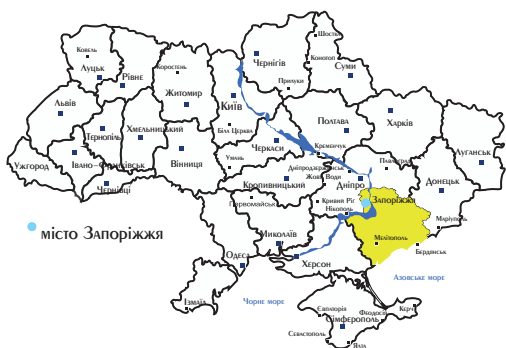 Шостка
Ковель
Чернігів
Конотоп
Луцьк
Коростень
Суми
Рівне
Прилуки
Житомир
Львів
Київ
Полтава
Харків
Тернопіль
Хмельницький
Біла Церква
Черкаси
Кременчук
Луганськ
Умань
Вінниця
Ужгород
Івано-Франківськ
Дніпродзержинськ
Павлоград
Жовті Води
Дніпро
Донецьк
Чернівці
Кропивницький
Первомайськ
Кривий Ріг
Запоріжжя
Нікополь
Маріуполь
місто Запоріжжя
Миколаїв
Мелітополь
Бердянськ
Одеса
Херсон
Азовське море
Ізмаїл
Чорне море
Євпаторія
Керч
Феодосія
Сімферополь
Севастополь
Ялта